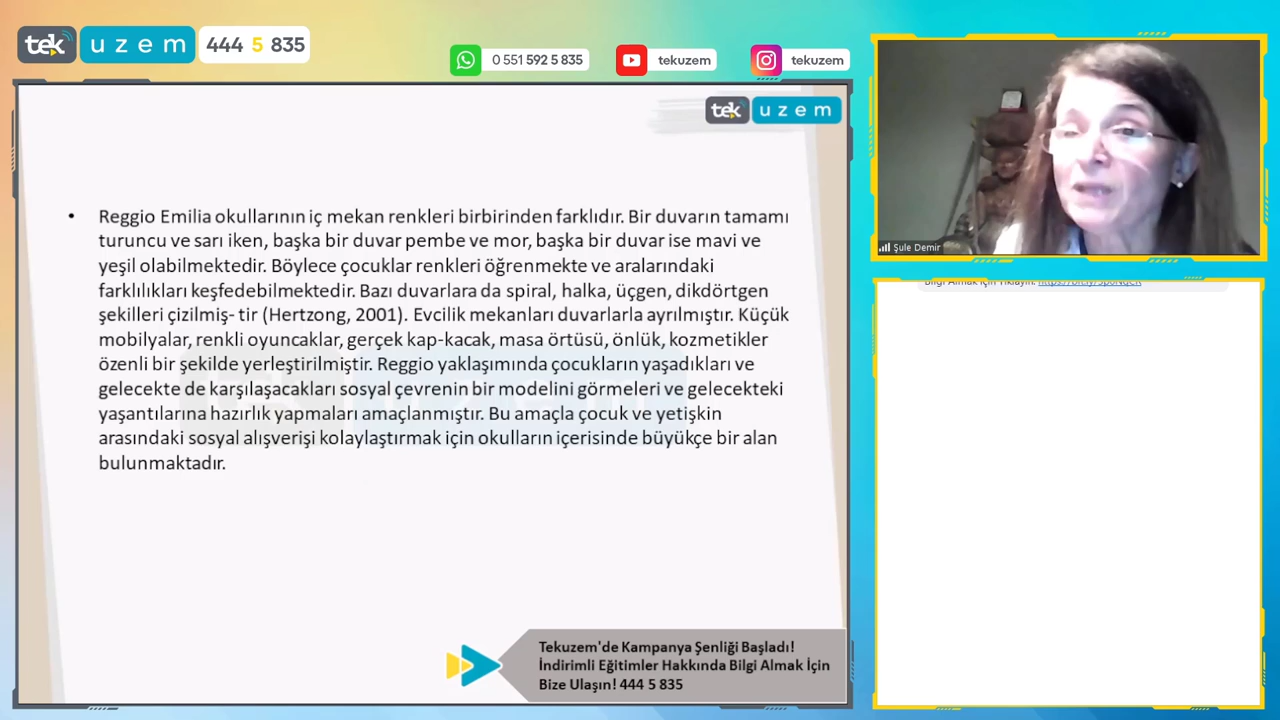 tek uzem 444 5 835
0 551 592 5 835
tekuzem
tekuzem
tek uzem
• Reggio Emilia okullarının iç mekan renkleri birbirinden farklıdır. Bir duvarın tamamı
turuncu ve sarı iken, başka bir duvar pembe ve mor, başka bir duvar ise mavi ve
yeşil olabilmektedir. Böylece çocuklar renkleri öğrenmekte ve aralarındaki
farklılıkları keşfedebilmektedir. Bazı duvarlara da spiral, halka, üçgen, dikdörtgen
şekilleri çizilmiş- tir (Hertzong, 2001). Evcilik mekanları duvarlarla ayrılmıştır. Küçük
mobilyalar, renkli oyuncaklar, gerçek kap-kacak, masa örtüsü, önlük, kozmetikler
özenli bir şekilde yerleştirilmiştir. Reggio yaklaşımında çocukların yaşadıkları ve
gelecekte de karşılaşacakları sosyal çevrenin bir modelini görmeleri ve gelecekteki
yaşantılarına hazırlık yapmaları amaçlanmıştır. Bu amaçla çocuk ve yetişkin
arasındaki sosyal alışverişi kolaylaştırmak için okulların içerisinde büyükçe bir alan
bulunmaktadır.
Tekuzem'de Kampanya Şenliği Başladı!
İndirimli Eğitimler Hakkında Bilgi Almak İçin
Bize Ulaşın! 444 5 835
Şule Demir
Bilgi Almak İçin Tıklayın: